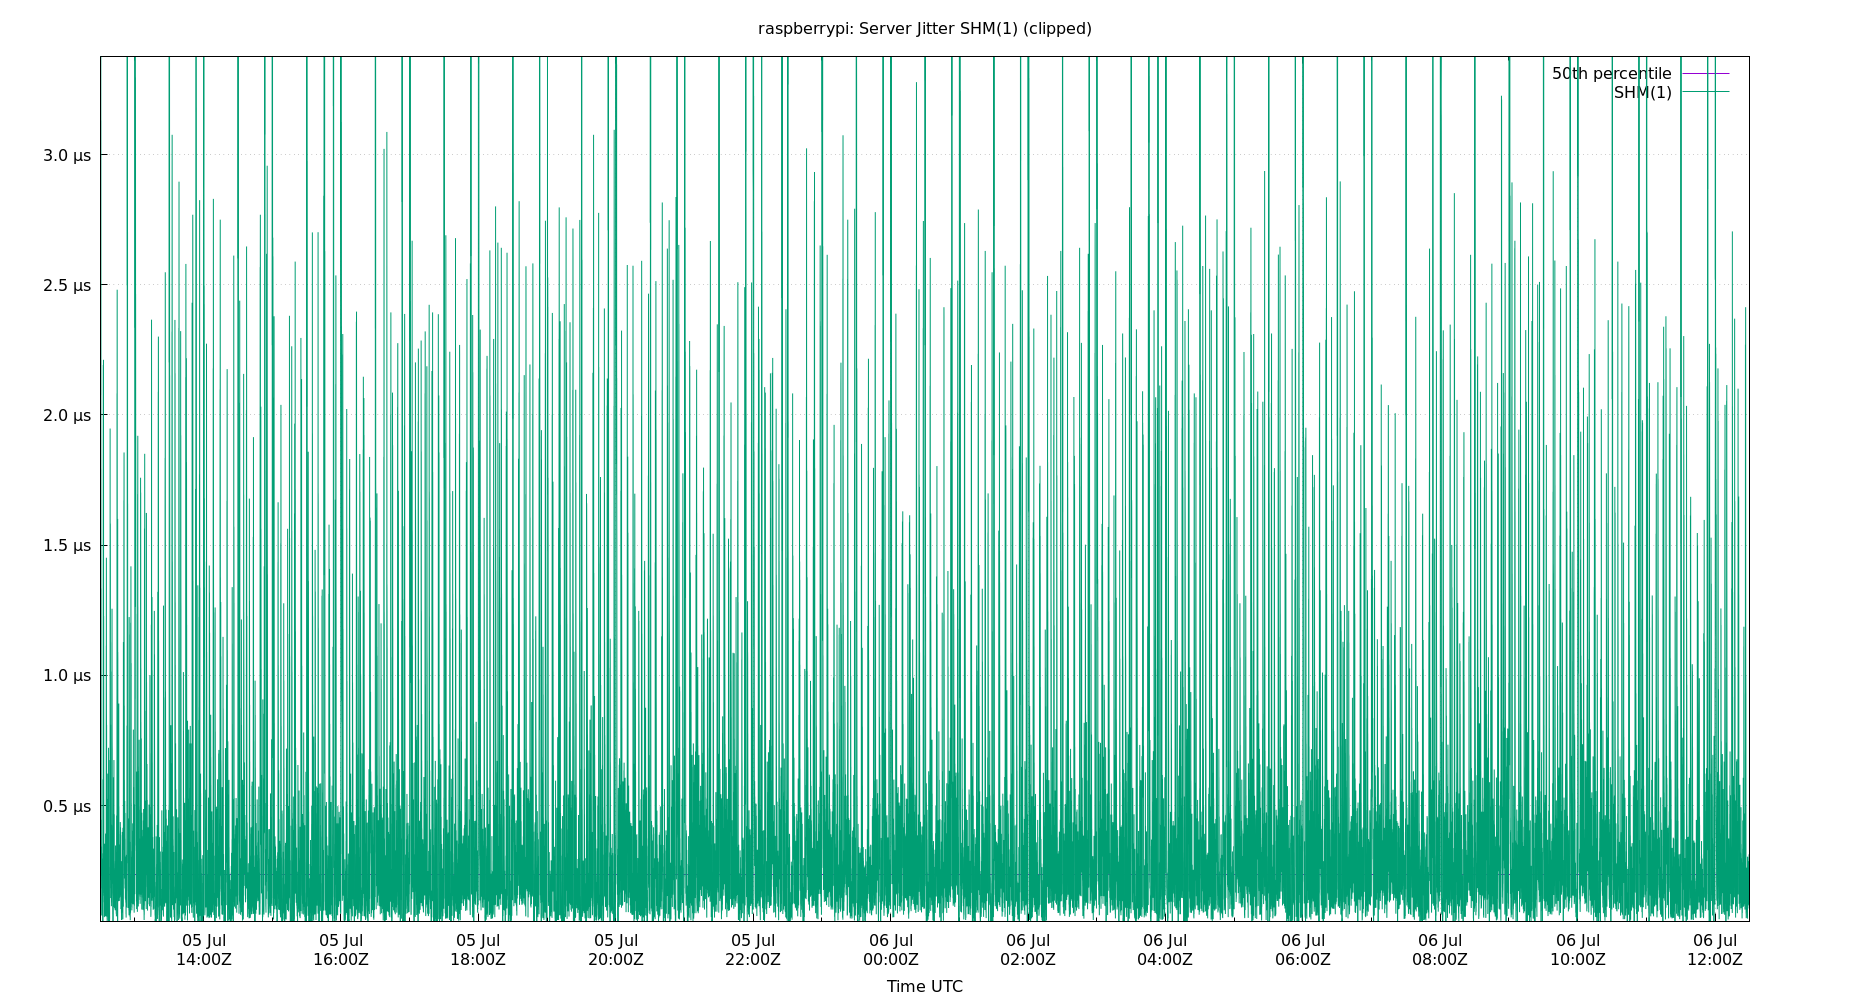 raspberrypi: Server Jitter SHM(1) (clipped)
50th percentile
SHM(1)
3.0 µs
2.5 µs
2.0 µs
1.5 µs
1.0 µs
0.5 µs
05 Jul 05 Jul 05 Jul 05 Jul 05 Jul 06 Jul 06 Jul 06 Jul 06 Jul 06 Jul 06 Jul 06 Jul
14:00Z 16:00Z 18:00Z 20:00Z 22:00Z 00:00Z 02:00Z 04:00Z 06:00Z 08:00Z 10:00Z 12:00Z
Time UTC